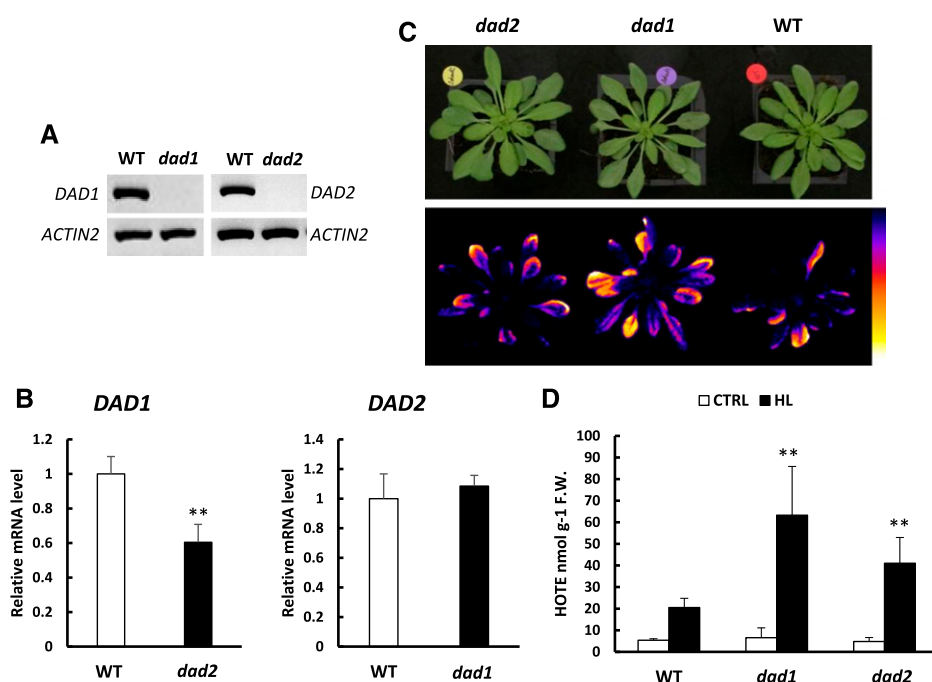 C
dad2 dad1 WT
A
WT dad1 WT dad2
DAD1 DAD2
ACTIN2 ACTIN2
B
DAD1
Relative mRNA level
1.2
1
0.8
0.6
0.4
0.2
0
**
WT dad2
DAD2
Relative mRNA level
1.4
1.2
1
0.8
0.6
0.4
0.2
0
WT dad1
D
CTRL HL
HOTE nmol g-1 F.W.
100
90
80
70
60
50
40
30
20
10
0
**
**
WT dad1 dad2